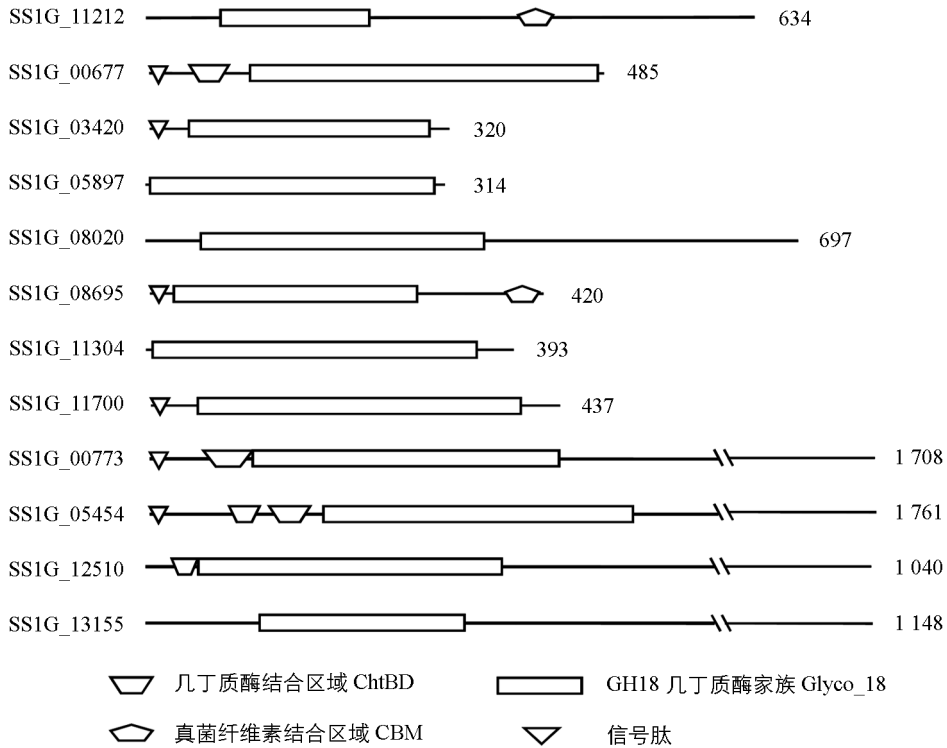 SS1G_11212 634
SS1G_00677 485
SS1G_03420 320
SS1G_05897 314
SS1G_08020 697
SS1G_08695 420
SS1G_11304 393
SS1G_11700 437
SS1G_00773 1 708
SS1G_05454 1 761
SS1G_12510 1 040
SS1G_13155 1 148
几丁质酶结合区域 ChtBD GH18 几丁质酶家族 Glyco_18
真菌纤维素结合区域 CBM 信号肽